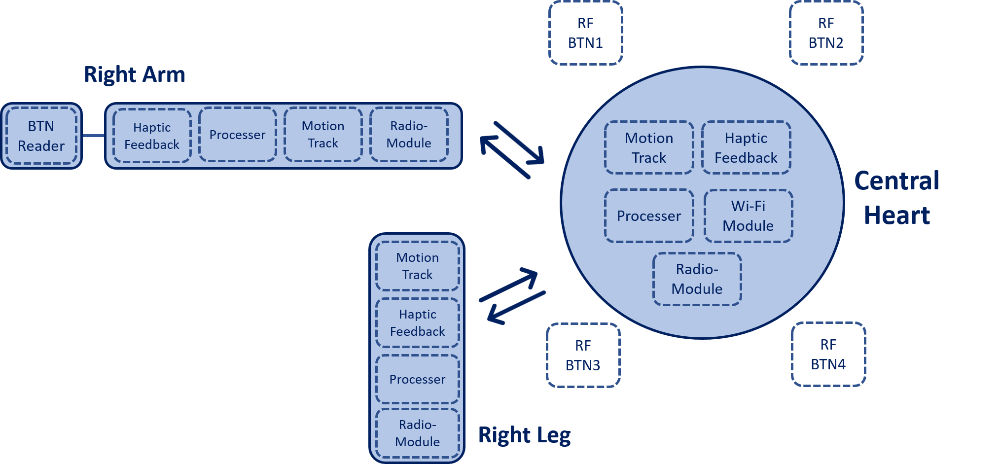 RF
BTN1
RF
BTN2
Right Arm
BTN
Reader
Haptic
Feedback
Processer
Motion
Track
Radio-
Module
Motion
Track
Haptic
Feedback
Processer
Wi-Fi
Module
Radio-
Module
Central
Heart
Motion
Track
Haptic
Feedback
Processer
Radio-
Module
Right Leg
RF
BTN3
RF
BTN4